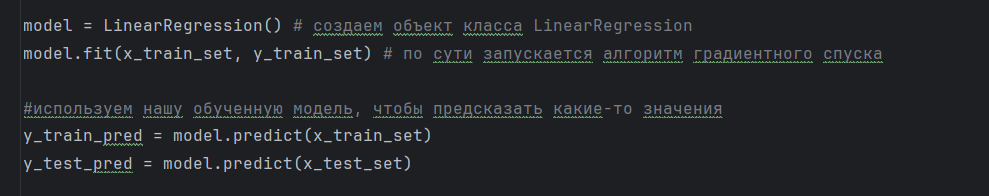 model = LinearRegression() # создаем объект класса LinearRegression
model.fit(x_train_set, y_train_set) # по сути запускается алгоритм градиентного спуска
#используем нашу обученную модель, чтобы предсказать какие-то значения
y_train_pred = model.predict(x_train_set)
y_test_pred = model.predict(x_test_set)